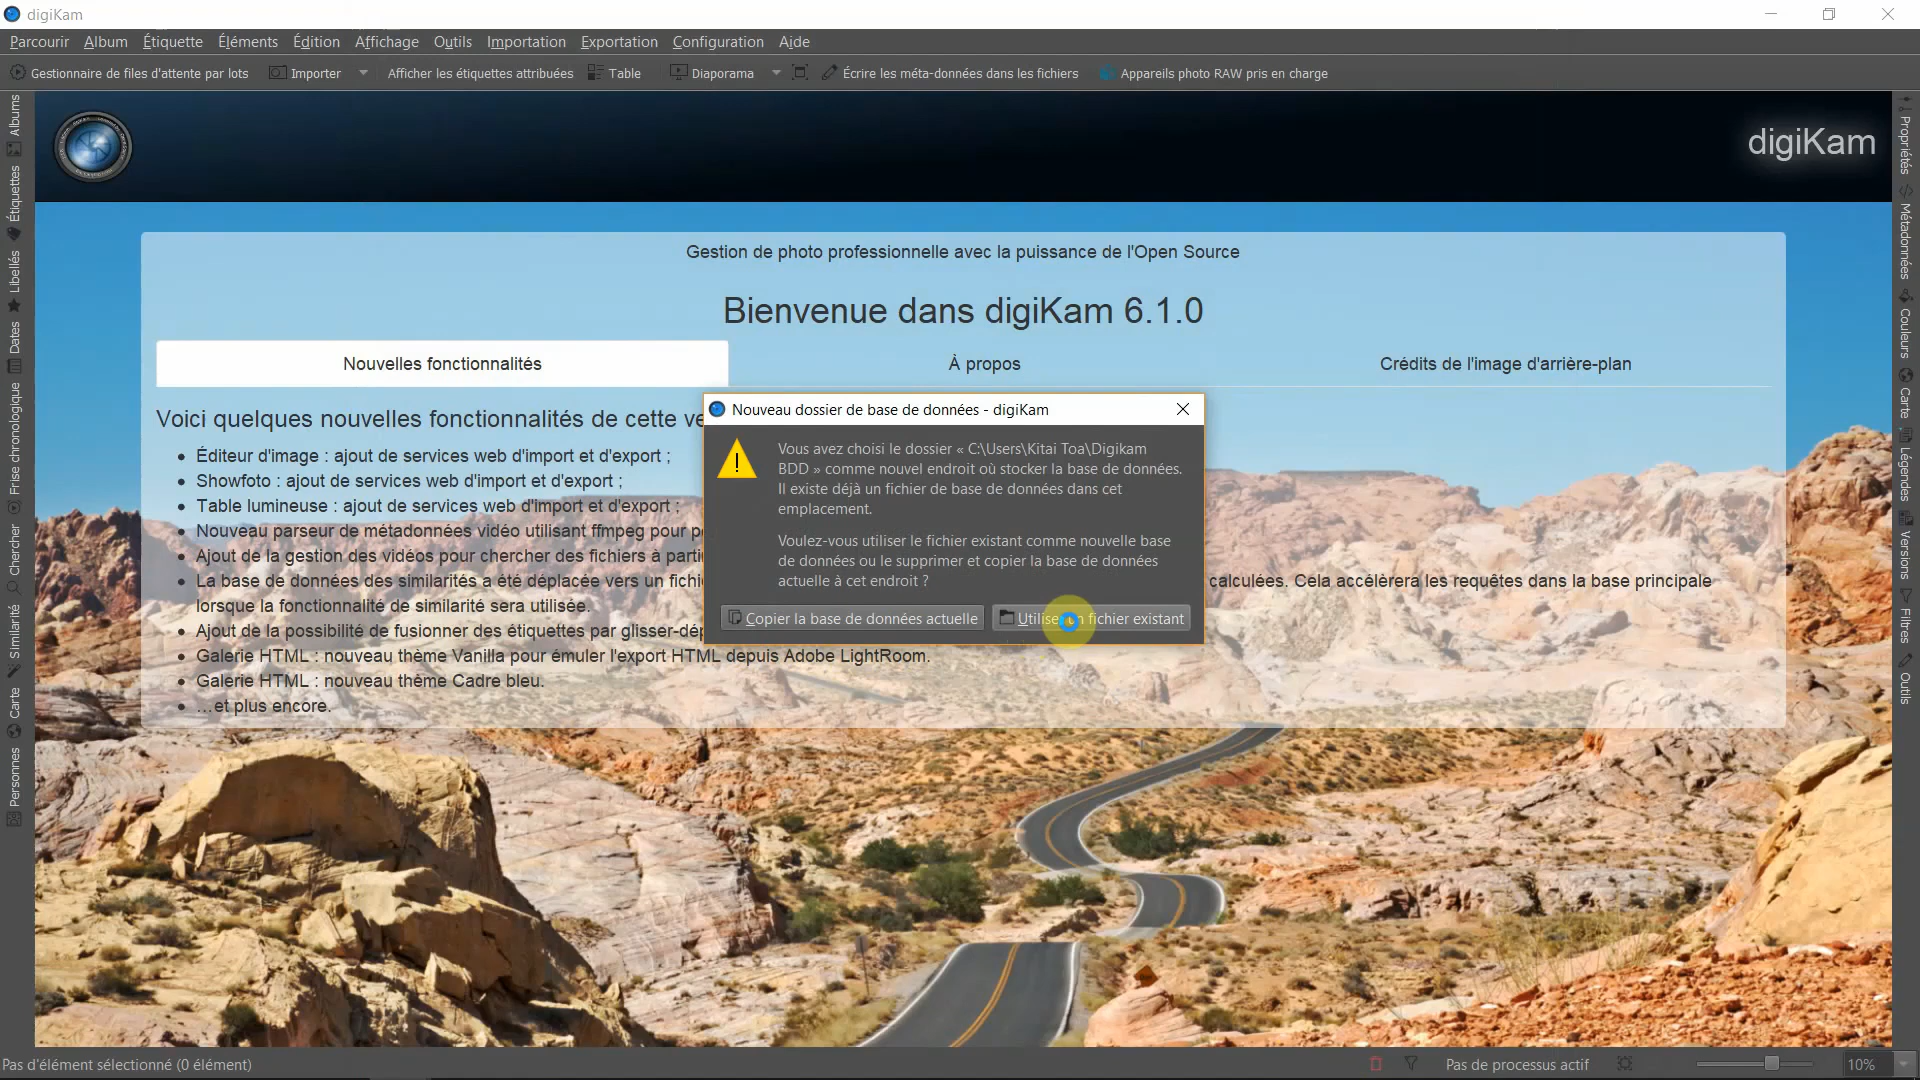 digiKam
Parcourir Album Étiquette Éléments Édition Affichage Outils Importation Exportation Configuration Aide
Gestionnaire de files d'attente par lots Importer Afficher les étiquettes attribuées Table Diaporama Écrire les méta-données dans les fichiers Appareils photo RAW pris en charge
Albums
Étiquettes
Libellés
Dates
Frise chronologique
Chercher
Similarité
Carte
Personnes
digiKam
Gestion de photo professionnelle avec la puissance de l'Open Source
Bienvenue dans digiKam 6.1.0
Nouvelles fonctionnalités À propos Crédits de l'image d'arrière-plan
Voici quelques nouvelles fonctionnalités de cette
• Éditeur d'image : ajout de services web d'import et d'export ;
• Showfoto : ajout de services web d'import et d'export ;
• Table lumineuse : ajout de services web d'import et d'export ;
• Nouveau parseur de métadonnées vidéo utilisant ffmpeg pour
• Ajout de la gestion des vidéos pour chercher des fichiers à
• La base de données des similarités a été déplacée vers un calculées. Cela accélèrera les requêtes dans la base principale
lorsque la fonctionnalité de similarité sera utilisée.
• Ajout de la possibilité de fusionner des étiquettes par
• Galerie HTML : nouveau thème Vanilla pour émuler l'export HTML depuis Adobe LightRoom.
• Galerie HTML : nouveau thème Cadre bleu.
• …et plus encore.
Nouveau dossier de base de données - digiKam
Vous avez choisi le dossier « C:\Users\Kitai Toa\Digikam
BDD » comme nouvel endroit où stocker la base de données.
Il existe déjà un fichier de base de données dans cet
emplacement.
Voulez-vous utiliser le fichier existant comme nouvelle base
de données ou le supprimer et copier la base de données
actuelle à cet endroit ?
Copier la base de données actuelle fichier existant
Propriétés
Métadonnées
Couleurs
Carte
Légendes
Versions
Filtres
Outils
Pas d'élément sélectionné (0 élément) Pas de processus actif 10%